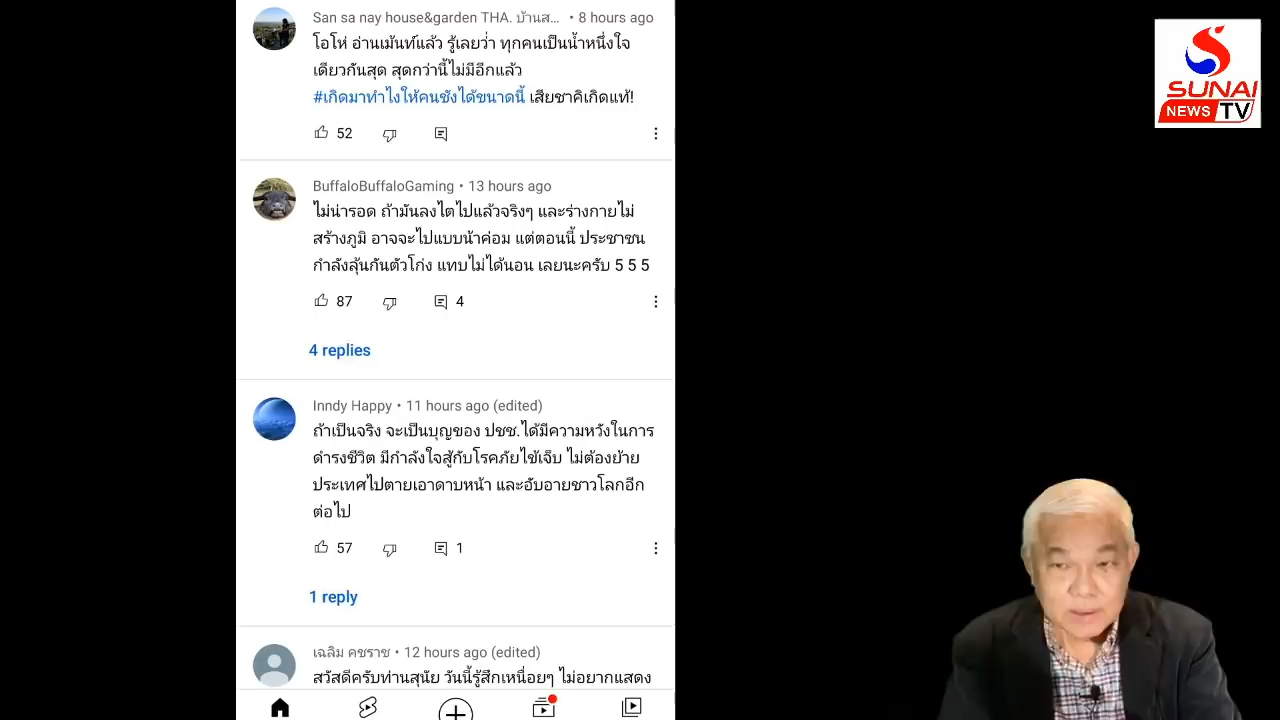 San sa nay house&garden THA. บ้านส... • 8 hours ago
โอโห่ อ่านเม้นท์แล้ว รู้เลยว่่า ทุกคนเป็นน้ำหนึ่งใจ
เดียวกันสุด สุดกว่านี้ไม่มีอีกแล้ว
#เกิดมาทำไงให้คนชังได้ขนาดนี้ เสียชาคิเกิดแท้!
52
BuffaloBuffaloGaming • 13 hours ago
ไม่น่ารอด ถ้ามันลงไตไปแล้วจริงๆ และร่างกายไม่
สร้างภูมิ อาจจะไปแบบน้าค่อม แต่ตอนนี้ ประชาชน
กำลังลุ้นกันตัวโก่ง แทบไม่ได้นอน เลยนะครับ 5 5 5
87 4
4 replies
Inndy Happy • 11 hours ago (edited)
ถ้าเป็นจริง จะเป็นบุญของ ปชช.ได้มีความหวังในการ
ดำรงชีวิต มีกำลังใจสู้กับโรคภัยไข้เจ็บ ไม่ต้องย้าย
ประเทศไปตายเอาดาบหน้า และอับอายชาวโลกอีก
ต่อไป
57 1
1 reply
เฉลิม คชราช • 12 hours ago (edited)
สวัสดีครับท่านสุนัย วันนี้รู้สึกเหนื่อยๆ ไม่อยากแสดง
SUNAI
NEWS TV